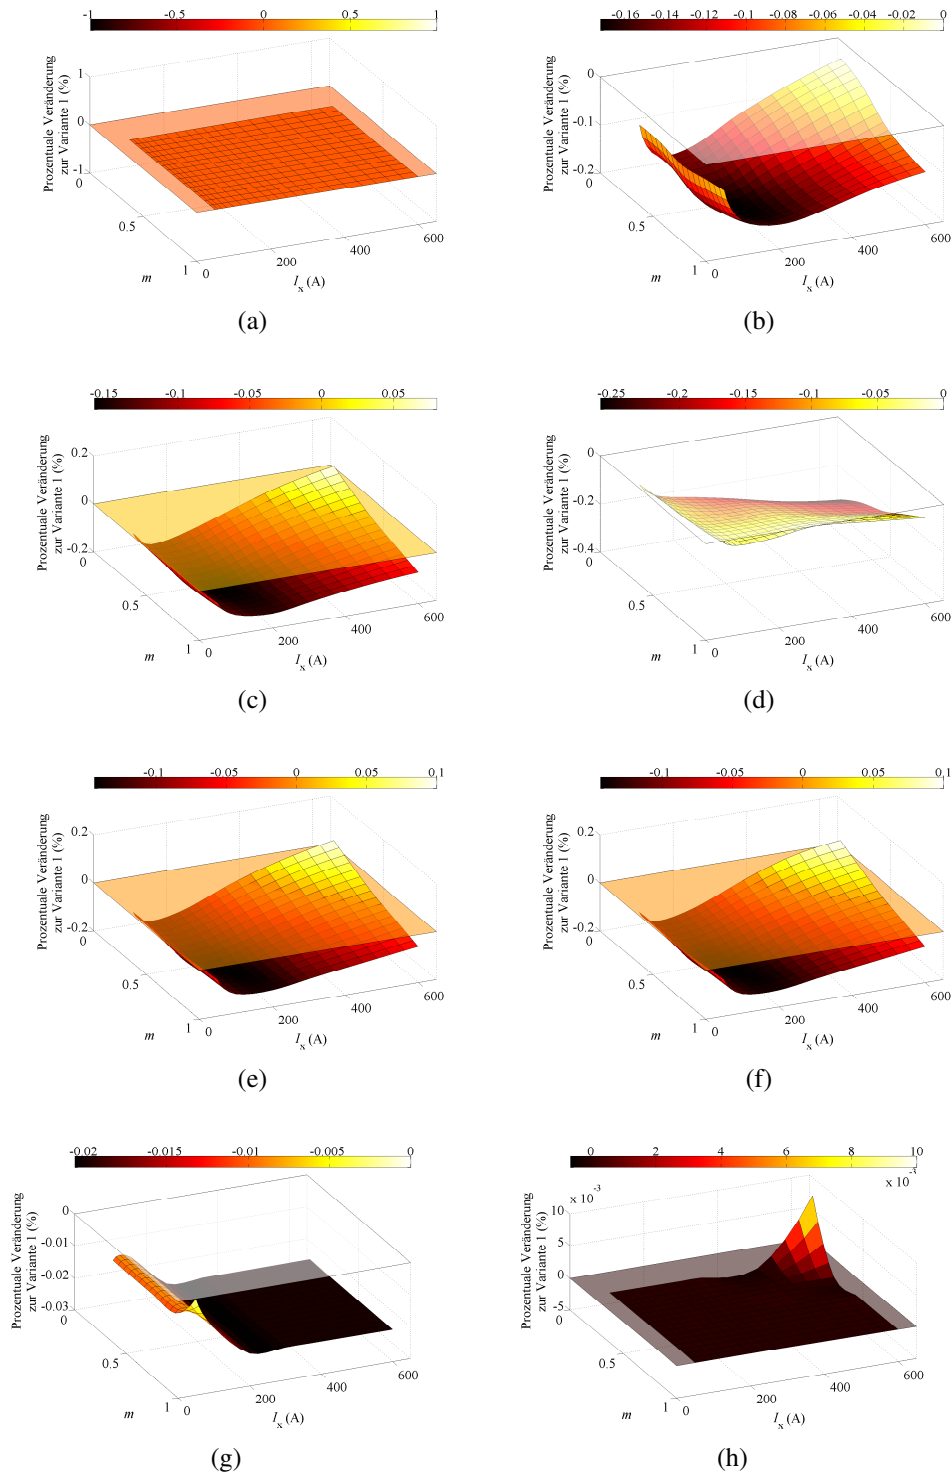 -1 -0.5 0 0.5 1
Prozentuale Veränderung
zur Variante 1 (%)
1
0
-1
0
0.5
1
m
0
200
400
600
I_x (A)
(a)
-0.16 -0.14 -0.12 -0.1 -0.08 -0.06 -0.04 -0.02 0
Prozentuale Veränderung
zur Variante 1 (%)
0
-0.1
-0.2
0
0.5
1
m
0
200
400
600
I_x (A)
(b)
-0.15 -0.1 -0.05 0 0.05
Prozentuale Veränderung
zur Variante 1 (%)
0.2
0
-0.2
0
0.5
1
m
0
200
400
600
I_x (A)
(c)
-0.25 -0.2 -0.15 -0.1 -0.05 0
Prozentuale Veränderung
zur Variante 1 (%)
0
-0.2
-0.4
0
0.5
1
m
0
200
400
600
I_x (A)
(d)
-0.1 -0.05 0 0.05 0.1
Prozentuale Veränderung
zur Variante 1 (%)
0.2
0
-0.2
0
0.5
1
m
0
200
400
600
I_x (A)
(e)
-0.1 -0.05 0 0.05 0.1
Prozentuale Veränderung
zur Variante 1 (%)
0.2
0
-0.2
0
0.5
1
m
0
200
400
600
I_x (A)
(f)
-0.02 -0.015 -0.01 -0.005 0
Prozentuale Veränderung
zur Variante 1 (%)
0
-0.01
-0.02
-0.03
0
0.5
1
m
0
200
400
600
I_x (A)
(g)
0 2 4 6 8 10
x 10^-3
x 10^-3
Prozentuale Veränderung
zur Variante 1 (%)
10
5
0
-5
0
0.5
1
m
0
200
400
600
I_x (A)
(h)